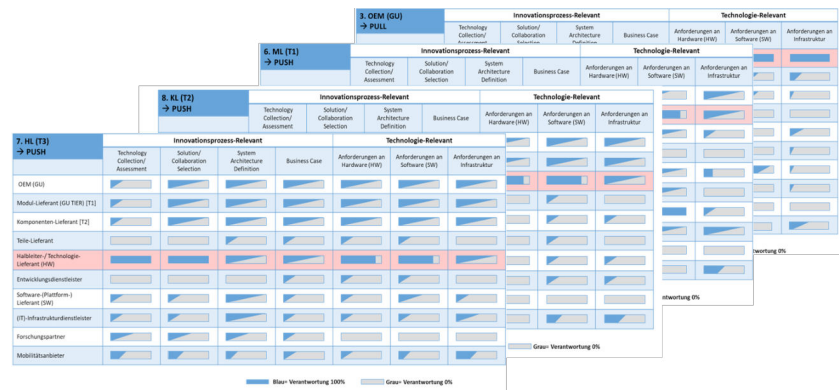 3. OEM (GU)
→ PULL
Innovationsprozess-Relevant
Technologie-Relevant
Technology
Collection/
Assessment
Solution/
Collaboration
Selection
System
Architecture
Definition
Business Case
Anforderungen an
Hardware (HW)
Anforderungen an
Software (SW)
Anforderungen an
Infrastruktur
6. ML (T1)
→ PUSH
Innovationsprozess-Relevant
Technologie-Relevant
Technology
Collection/
Assessment
Solution/
Collaboration
Selection
System
Architecture
Definition
Business Case
Anforderungen an
Hardware (HW)
Anforderungen an
Software (SW)
Anforderungen an
Infrastruktur
8. KL (T2)
→ PUSH
Innovationsprozess-Relevant
Technologie-Relevant
Technology
Collection/
Assessment
Solution/
Collaboration
Selection
System
Architecture
Definition
Business Case
Anforderungen an
Hardware (HW)
Anforderungen an
Software (SW)
Anforderungen an
Infrastruktur
7. HL (T3)
→ PUSH
Innovationsprozess-Relevant
Technologie-Relevant
Technology
Collection/
Assessment
Solution/
Collaboration
Selection
System
Architecture
Definition
Business Case
Anforderungen an
Hardware (HW)
Anforderungen an
Software (SW)
Anforderungen an
Infrastruktur
OEM (GU)
Modul-Lieferant (GU TIER) [T1]
Komponenten-Lieferant [T2]
Teile-Lieferant
Halbleiter-/ Technologie-
Lieferant (HW)
Entwicklungsdienstleister
Software-(Plattform-)
Lieferant (SW)
(IT)-Infrastrukturdienstleister
Forschungspartner
Mobilitätsanbieter
Blau= Verantwortung 100%
Grau= Verantwortung 0%
Grau= Verantwortung 0%
antwortung 0%
antwortung 0%